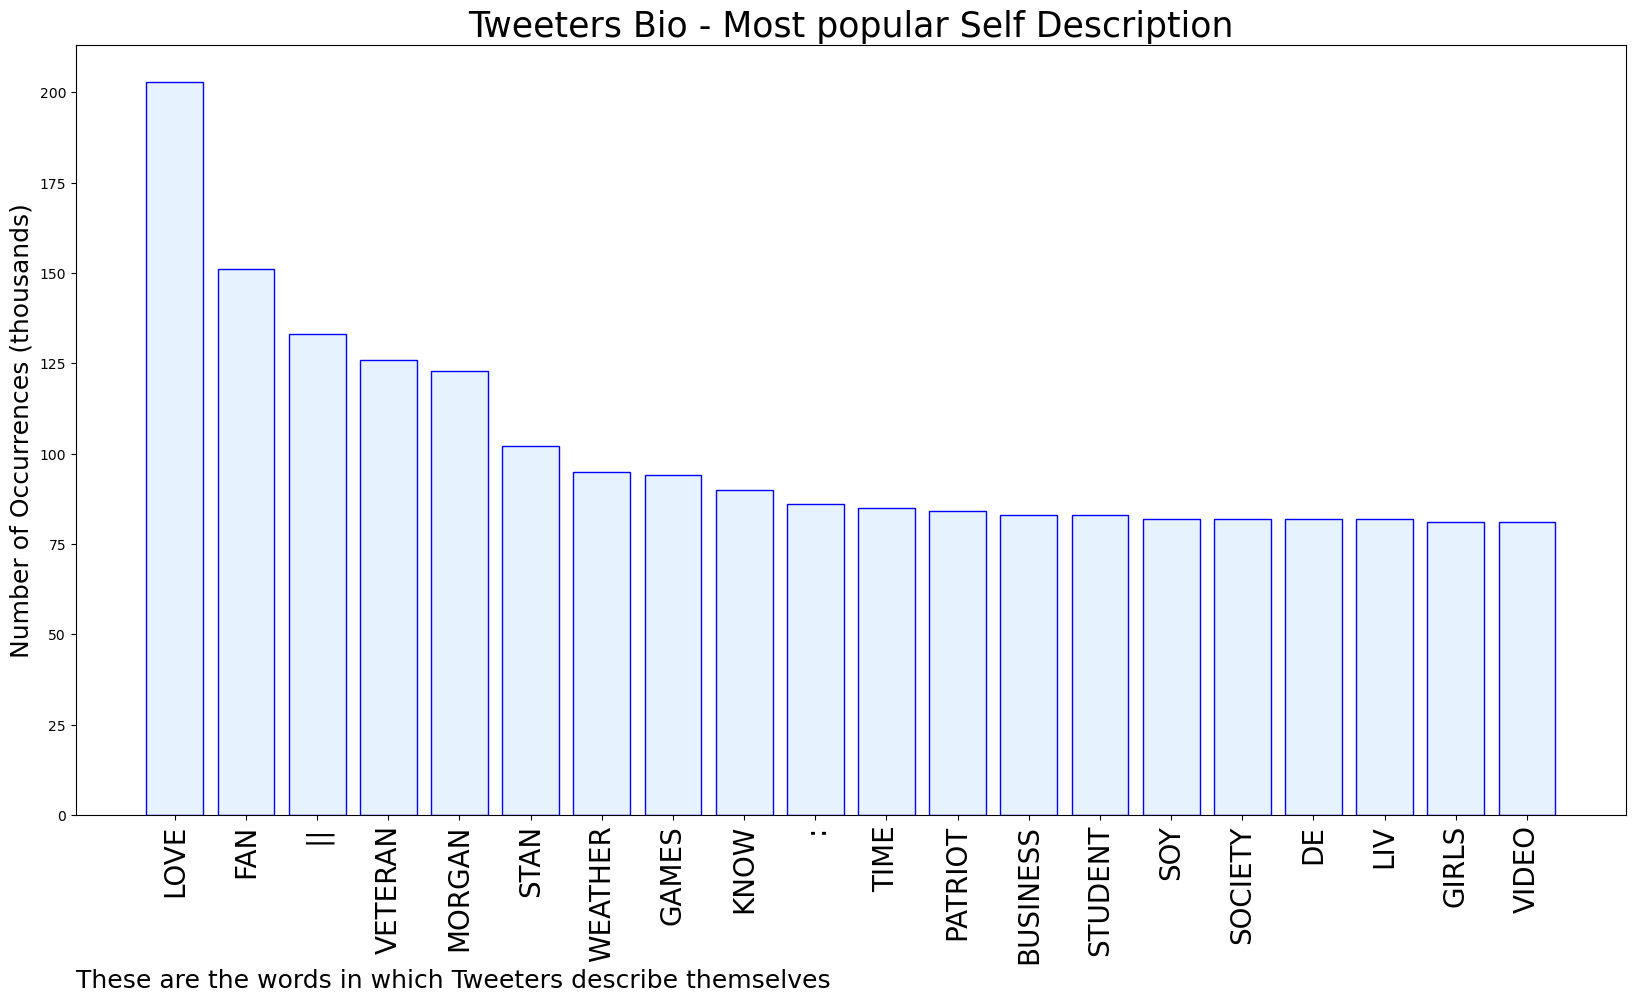 Tweeters Bio - Most popular Self Description
Number of Occurrences (thousands)
200
175
150
125
100
75
50
25
0
LOVE
FAN
||
VETERAN
MORGAN
STAN
WEATHER
GAMES
KNOW
:
TIME
PATRIOT
BUSINESS
STUDENT
SOY
SOCIETY
DE
LIV
GIRLS
VIDEO
These are the words in which Tweeters describe themselves